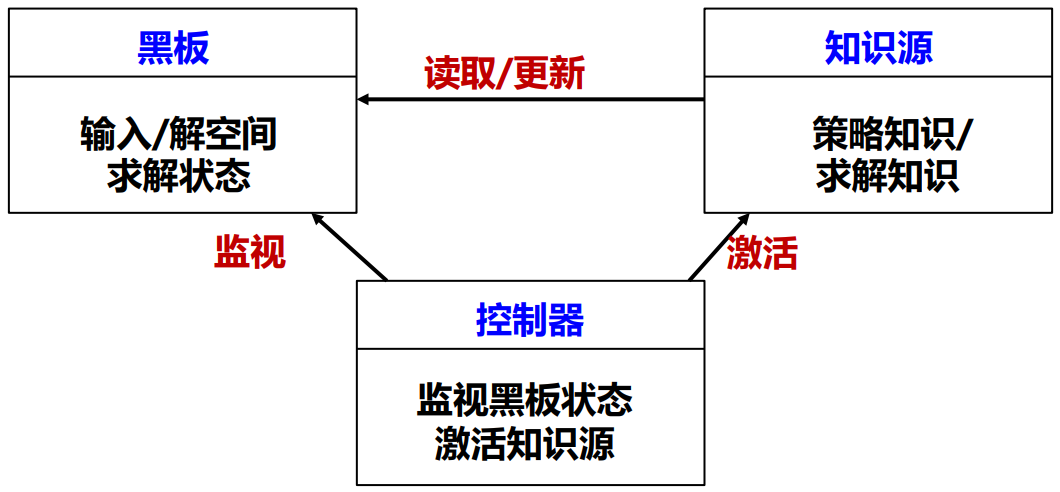 黑板
知识源
读取/更新
输入/解空间
求解状态
策略知识/
求解知识
监视
激活
控制器
监视黑板状态
激活知识源